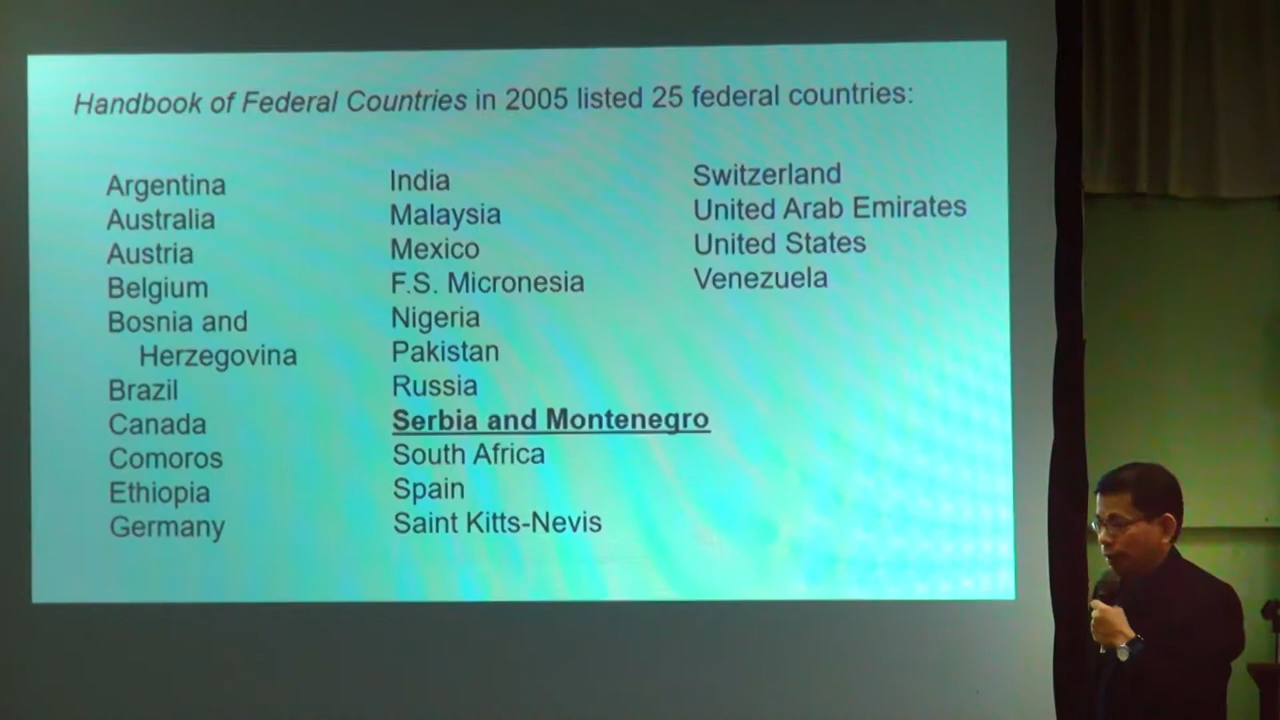 Handbook of Federal Countries in 2005 listed 25 federal countries:
Argentina
Australia
Austria
Belgium
Bosnia and
Herzegovina
Brazil
Canada
Comoros
Ethiopia
Germany
India
Malaysia
Mexico
F.S. Micronesia
Nigeria
Pakistan
Russia
Serbia and Montenegro
South Africa
Spain
Saint Kitts-Nevis
Switzerland
United Arab Emirates
United States
Venezuela